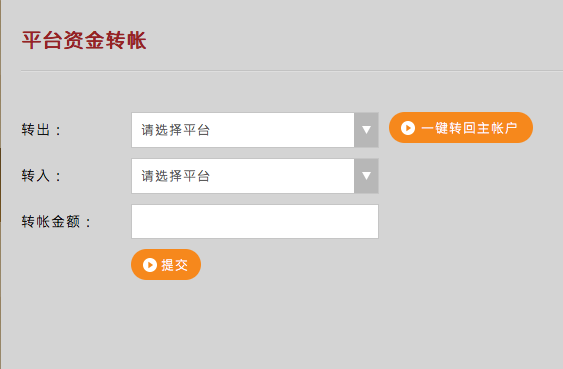 平台资金转帐
转出：
请选择平台
一键转回主帐户
转入：
请选择平台
转帐金额：
提交